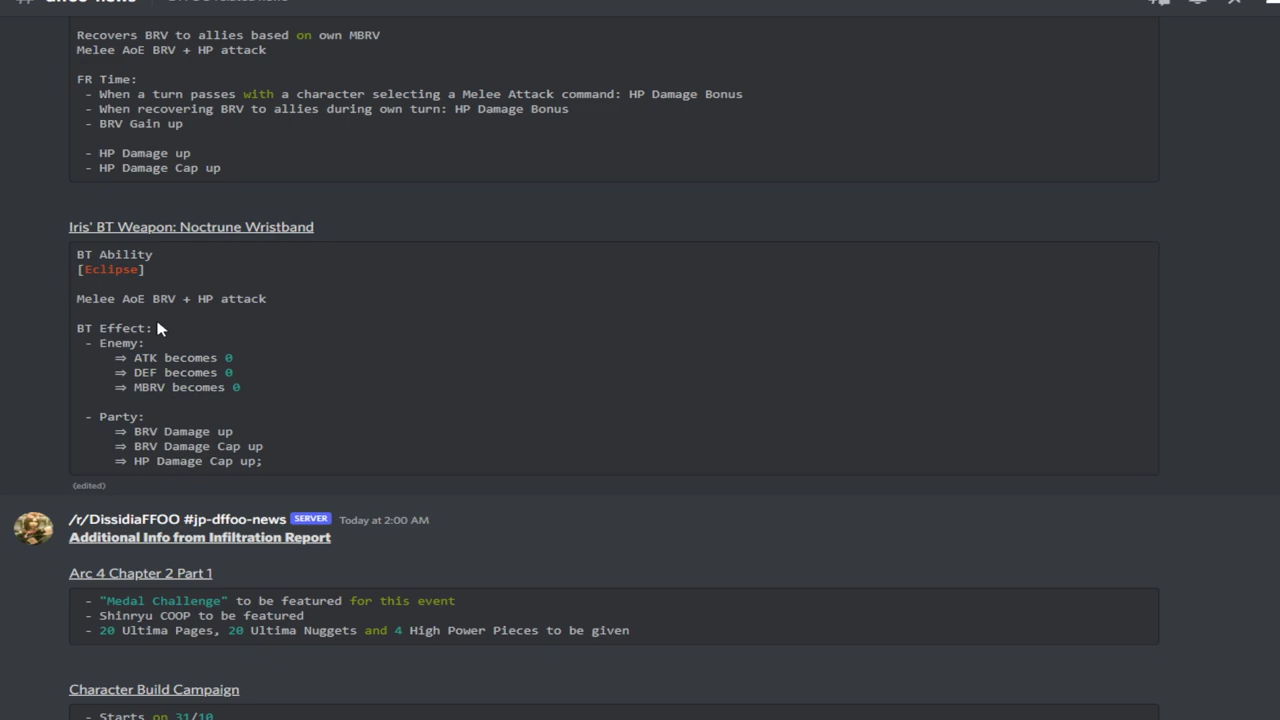 Recovers BRV to allies based on own MBRV
Melee AoE BRV + HP attack
FR Time:
- When a turn passes with a character selecting a Melee Attack command: HP Damage Bonus
- When recovering BRV to allies during own turn: HP Damage Bonus
- BRV Gain up
- HP Damage up
- HP Damage Cap up
Iris' BT Weapon: Noctrune Wristband
BT Ability
[Eclipse]
Melee AoE BRV + HP attack
BT Effect:
- Enemy:
⇒ ATK becomes 0
⇒ DEF becomes 0
⇒ MBRV becomes 0
- Party:
⇒ BRV Damage up
⇒ BRV Damage Cap up
⇒ HP Damage Cap up;
(edited)
/r/DissidiaFFOO #jp-dffoo-news SERVER Today at 2:00 AM
Additional Info from Infiltration Report
Arc 4 Chapter 2 Part 1
- "Medal Challenge" to be featured for this event
- Shinryu COOP to be featured
- 20 Ultima Pages, 20 Ultima Nuggets and 4 High Power Pieces to be given
Character Build Campaign
- Starts on 31/10